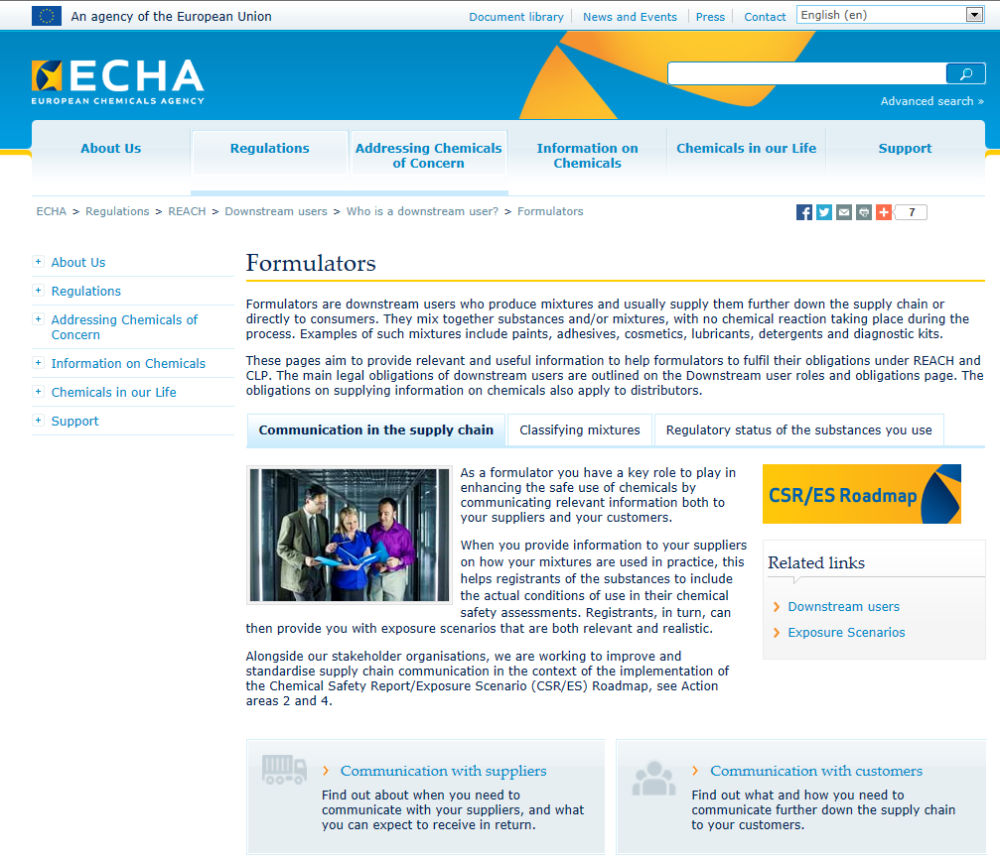 An agency of the European Union
Document library
News and Events
Press
Contact
English (en)
ECHA
EUROPEAN CHEMICALS AGENCY
Advanced search »
About Us
Regulations
Addressing Chemicals
of Concern
Information on
Chemicals
Chemicals in our Life
Support
ECHA > Regulations > REACH > Downstream users > Who is a downstream user? > Formulators
7
About Us
Regulations
Addressing Chemicals of
Concern
Information on Chemicals
Chemicals in our Life
Support
Formulators
Formulators are downstream users who produce mixtures and usually supply them further down the supply chain or
directly to consumers. They mix together substances and/or mixtures, with no chemical reaction taking place during the
process. Examples of such mixtures include paints, adhesives, cosmetics, lubricants, detergents and diagnostic kits.
These pages aim to provide relevant and useful information to help formulators to fulfil their obligations under REACH and
CLP. The main legal obligations of downstream users are outlined on the Downstream user roles and obligations page. The
obligations on supplying information on chemicals also apply to distributors.
Communication in the supply chain
Classifying mixtures
Regulatory status of the substances you use
As a formulator you have a key role to play in
enhancing the safe use of chemicals by
communicating relevant information both to
your suppliers and your customers.
When you provide information to your suppliers
on how your mixtures are used in practice, this
helps registrants of the substances to include
the actual conditions of use in their chemical
safety assessments. Registrants, in turn, can
then provide you with exposure scenarios that are both relevant and realistic.
Alongside our stakeholder organisations, we are working to improve and
standardise supply chain communication in the context of the implementation of
the Chemical Safety Report/Exposure Scenario (CSR/ES) Roadmap, see Action
areas 2 and 4.
CSR/ES Roadmap
Related links
Downstream users
Exposure Scenarios
Communication with suppliers
Find out about when you need to
communicate with your suppliers, and what
you can expect to receive in return.
Communication with customers
Find out what and how you need to
communicate further down the supply chain
to your customers.